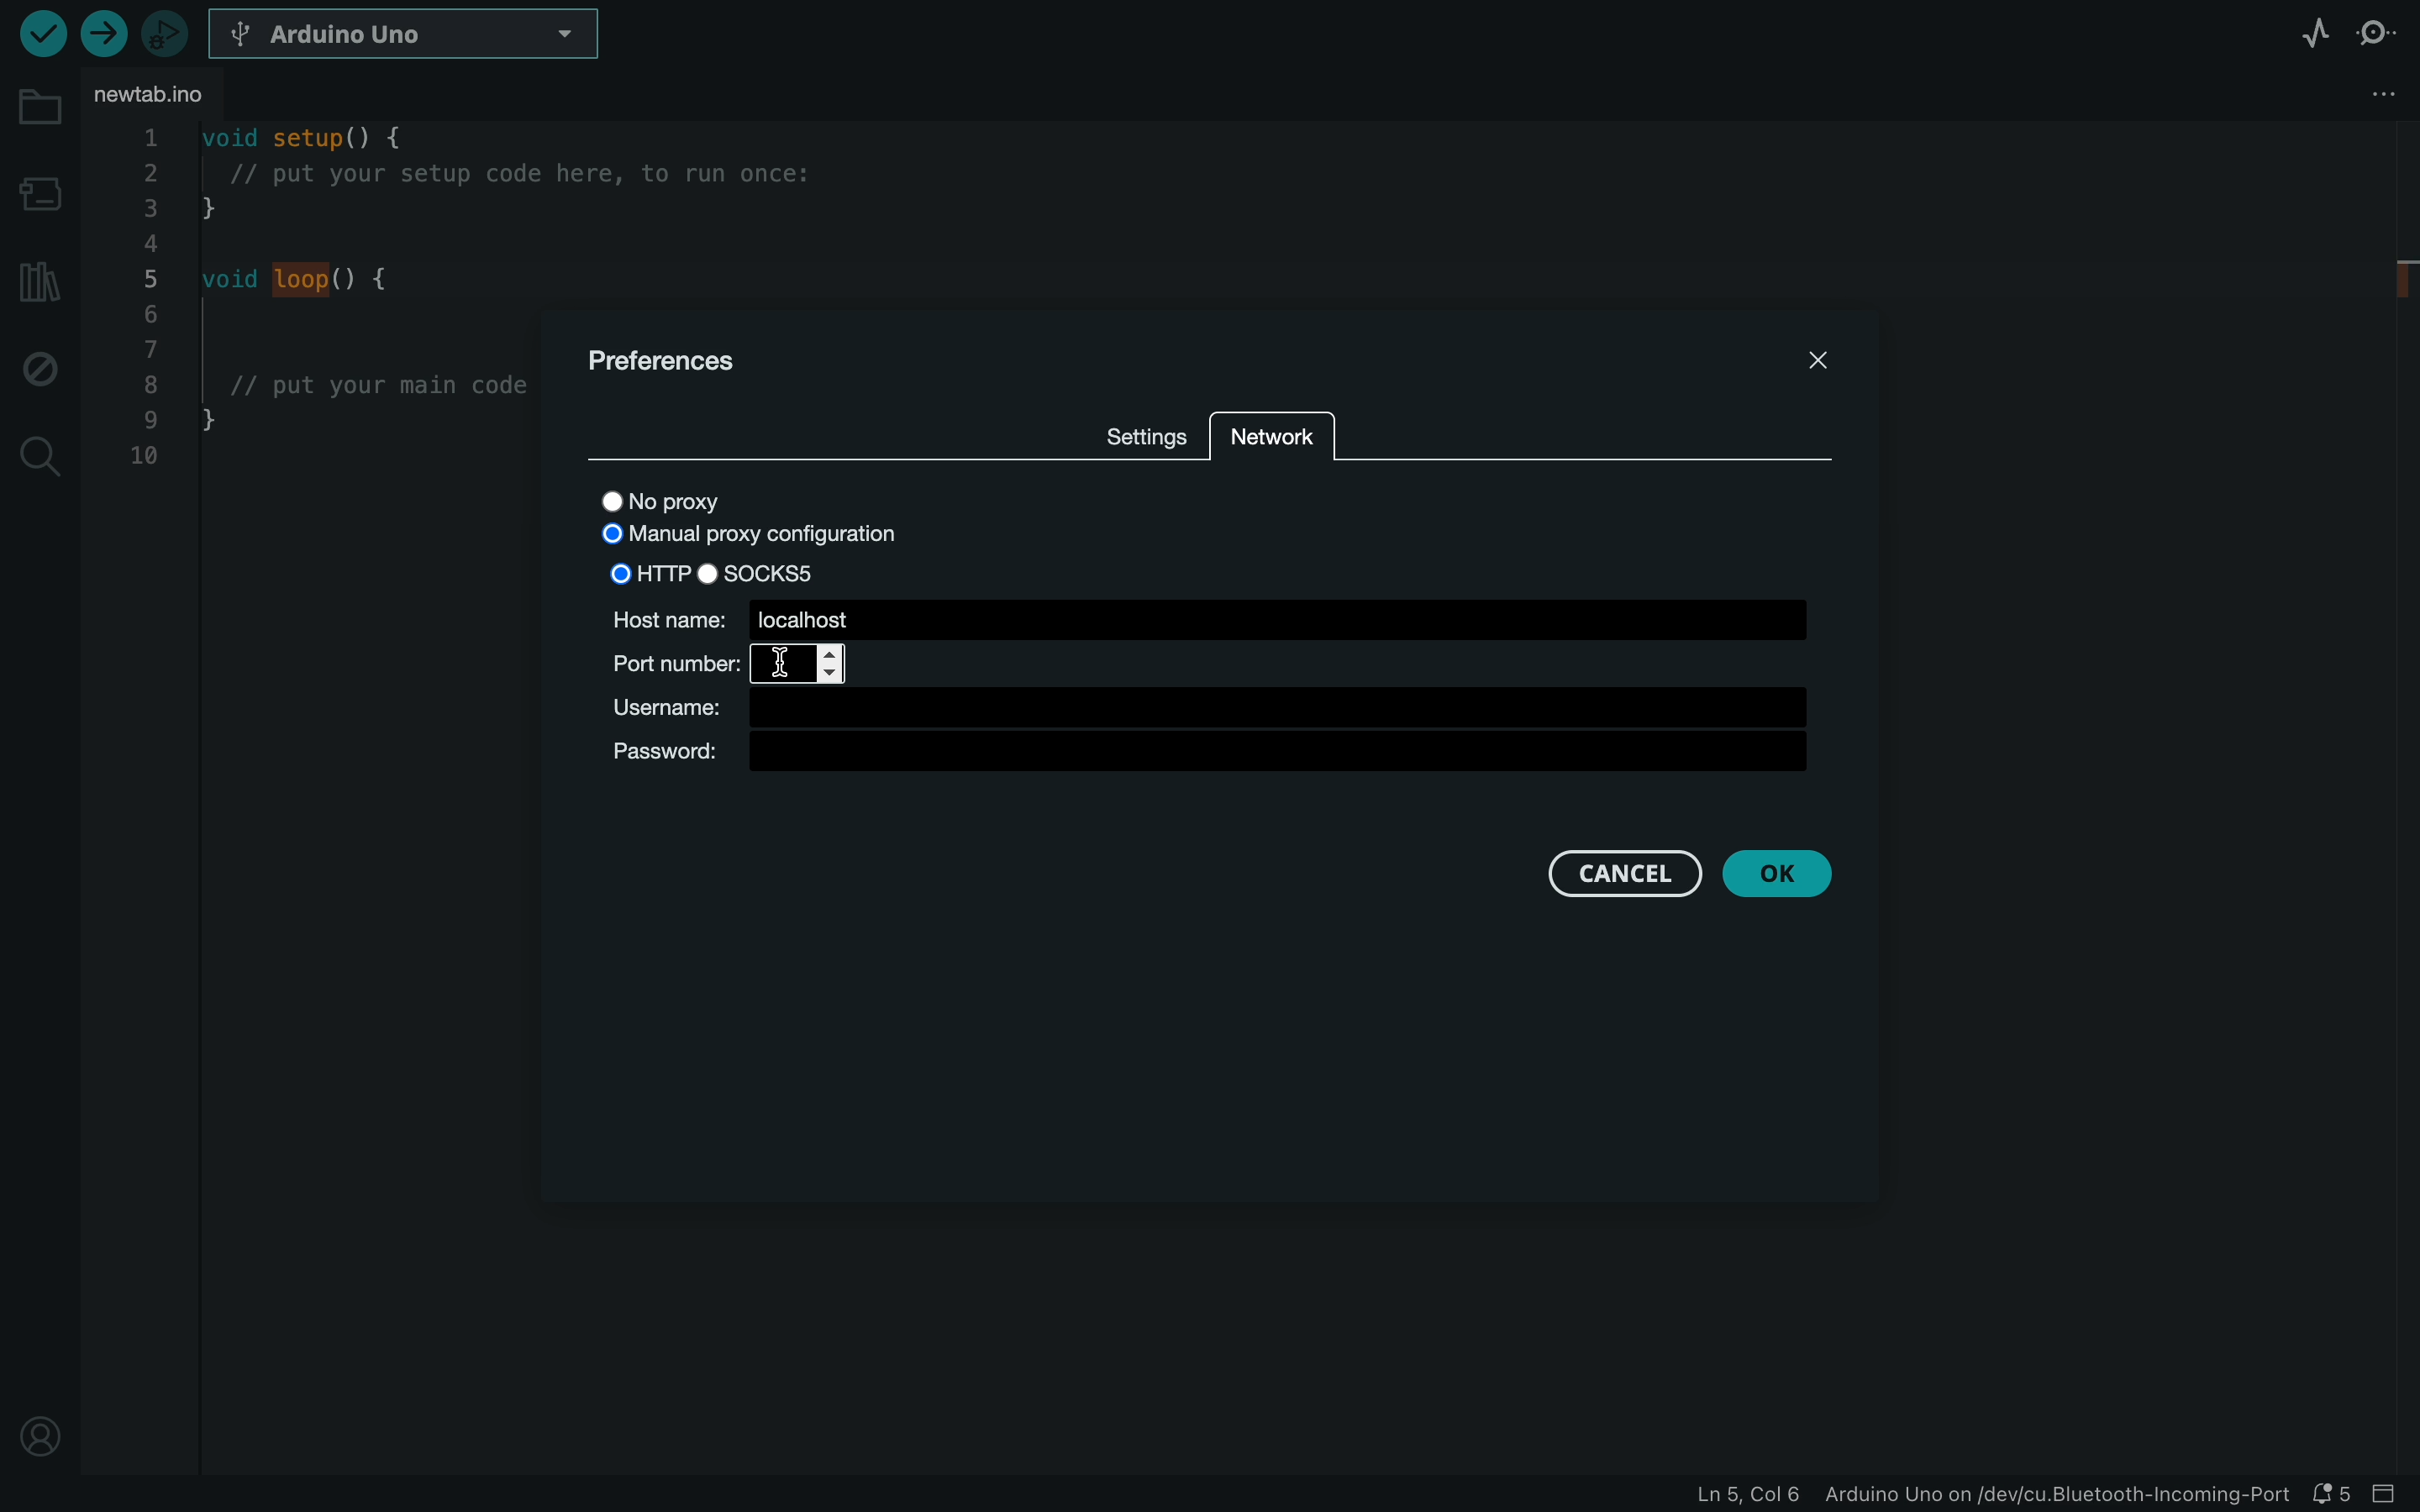 Arduino Uno
newtab.ino
1 void setup() {
2 // put your setup code here, to run once:
3 }
4
5 void loop() {
6
7
8 // put your main code
9 }
10
Preferences
Settings Network
No proxy
Manual proxy configuration
HTTP SOCKS5
Host name: localhost
Port number:
Username:
Password:
CANCEL OK
Ln 5, Col 6 Arduino Uno on /dev/cu.Bluetooth-Incoming-Port 5